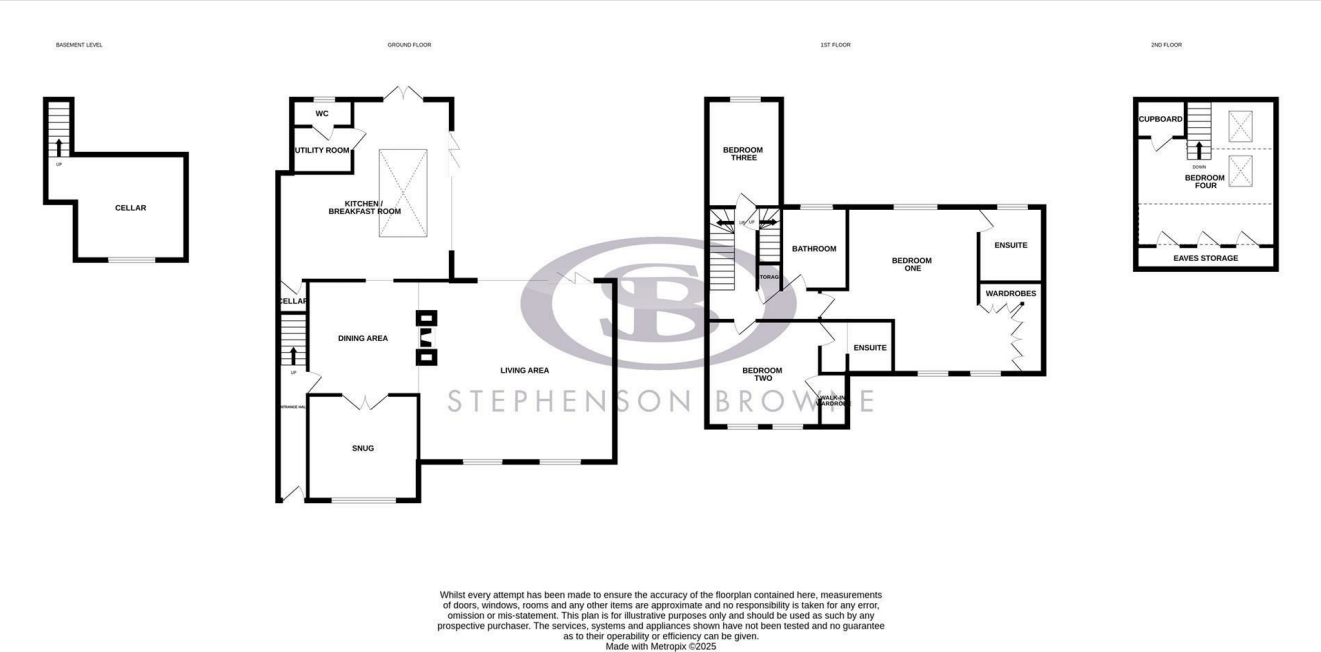 BASEMENT LEVEL
GROUND FLOOR
1ST FLOOR
2ND FLOOR
UP
CELLAR
WC
UTILITY ROOM
KITCHEN /
BREAKFAST ROOM
CELLAR
DINING AREA
UP
ENTRANCE HALL
SNUG
LIVING AREA
BEDROOM
THREE
UP
UP
BATHROOM
STORAGE
BEDROOM
ONE
ENSUITE
WARDROBES
BEDROOM
TWO
ENSUITE
WALK-IN
WARDROBE
CUPBOARD
DOWN
BEDROOM
FOUR
EAVES STORAGE
SB
STEPHENSON BROWNE
Whilst every attempt has been made to ensure the accuracy of the floorplan contained here, measurements
of doors, windows, rooms and any other items are approximate and no responsibility is taken for any error,
omission or mis-statement. This plan is for illustrative purposes only and should be used as such by any
prospective purchaser. The services, systems and appliances shown have not been tested and no guarantee
as to their operability or efficiency can be given.
Made with Metropix ©2025